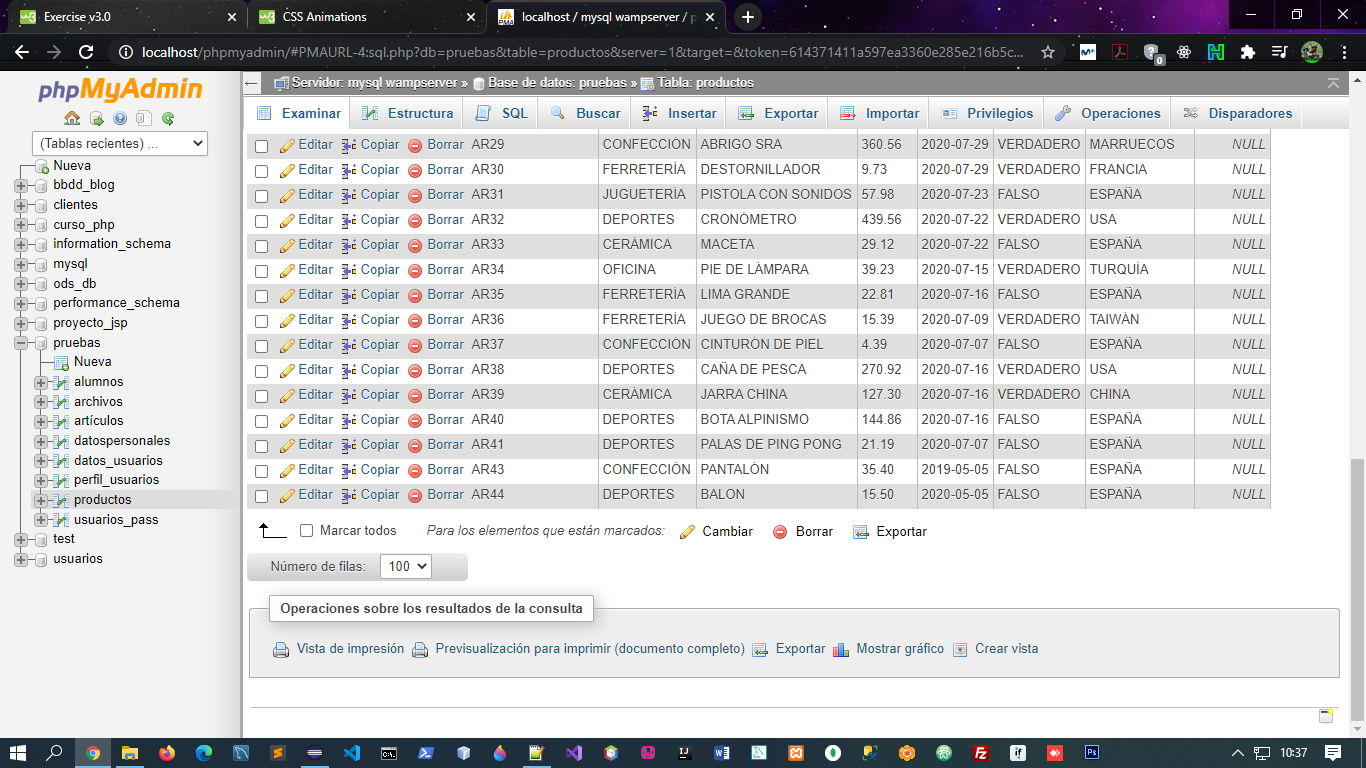 Exercise v3.0
CSS Animations
localhost / mysql wampserver / p
localhost/phpmyadmin/#PMAURL-4:sql.php?db=pruebas&table=productos&server=1&target=&token=614371411a597ea3360e285e216b5c...
phpMyAdmin
(Tablas recientes) ...
Nueva
bbdd_blog
clientes
curso_php
information_schema
mysql
ods_db
performance_schema
proyecto_jsp
pruebas
Nueva
alumnos
archivos
artículos
datospersonales
datos_usuarios
perfil_usuarios
productos
usuarios_pass
test
usuarios
Servidor: mysql wampserver » Base de datos: pruebas » Tabla: productos
Examinar Estructura SQL Buscar Insertar Exportar Importar Privilegios Operaciones Disparadores
Editar Copiar Borrar AR29 CONFECCIÓN ABRIGO SRA 360.56 2020-07-29 VERDADERO MARRUECOS NULL
Editar Copiar Borrar AR30 FERRETERÍA DESTORNILLADOR 9.73 2020-07-29 VERDADERO FRANCIA NULL
Editar Copiar Borrar AR31 JUGUETERÍA PISTOLA CON SONIDOS 57.98 2020-07-23 FALSO ESPAÑA NULL
Editar Copiar Borrar AR32 DEPORTES CRONÓMETRO 439.56 2020-07-22 VERDADERO USA NULL
Editar Copiar Borrar AR33 CERÁMICA MACETA 29.12 2020-07-22 FALSO ESPAÑA NULL
Editar Copiar Borrar AR34 OFICINA PIE DE LÁMPARA 39.23 2020-07-15 VERDADERO TURQUÍA NULL
Editar Copiar Borrar AR35 FERRETERÍA LIMA GRANDE 22.81 2020-07-16 FALSO ESPAÑA NULL
Editar Copiar Borrar AR36 FERRETERÍA JUEGO DE BROCAS 15.39 2020-07-09 VERDADERO TAIWÁN NULL
Editar Copiar Borrar AR37 CONFECCIÓN CINTURÓN DE PIEL 4.39 2020-07-07 FALSO ESPAÑA NULL
Editar Copiar Borrar AR38 DEPORTES CAÑA DE PESCA 270.92 2020-07-16 VERDADERO USA NULL
Editar Copiar Borrar AR39 CERÁMICA JARRA CHINA 127.30 2020-07-16 VERDADERO CHINA NULL
Editar Copiar Borrar AR40 DEPORTES BOTA ALPINISMO 144.86 2020-07-16 FALSO ESPAÑA NULL
Editar Copiar Borrar AR41 DEPORTES PALAS DE PING PONG 21.19 2020-07-07 FALSO ESPAÑA NULL
Editar Copiar Borrar AR43 CONFECCIÓN PANTALÓN 35.40 2019-05-05 FALSO ESPAÑA NULL
Editar Copiar Borrar AR44 DEPORTES BALON 15.50 2020-05-05 FALSO ESPAÑA NULL
Marcar todos Para los elementos que están marcados: Cambiar Borrar Exportar
Número de filas: 100
Operaciones sobre los resultados de la consulta
Vista de impresión Previsualización para imprimir (documento completo) Exportar Mostrar gráfico Crear vista
10:37